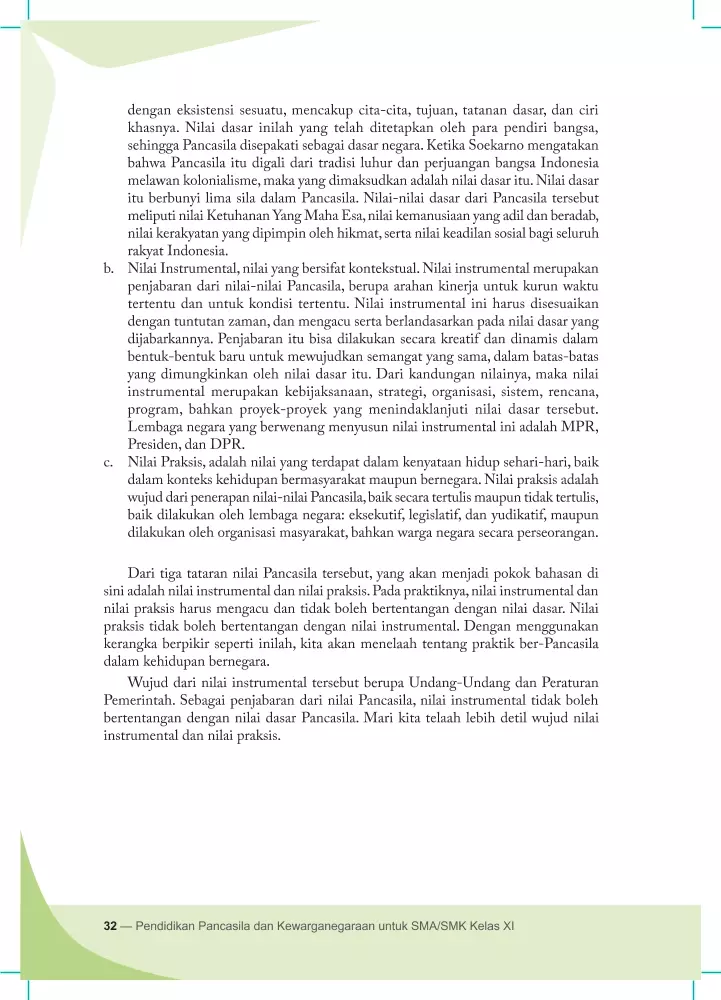 dengan eksistensi sesuatu, mencakup cita-cita, tujuan, tatanan dasar, dan ciri
khasnya. Nilai dasar inilah yang telah ditetapkan oleh para pendiri bangsa,
sehingga Pancasila disepakati sebagai dasar negara. Ketika Soekarno mengatakan
bahwa Pancasila itu digali dari tradisi luhur dan perjuangan bangsa Indonesia
melawan kolonialisme, maka yang dimaksudkan adalah nilai dasar itu. Nilai dasar
itu berbunyi lima sila dalam Pancasila. Nilai-nilai dasar dari Pancasila tersebut
meliputi nilai Ketuhanan Yang Maha Esa, nilai kemanusiaan yang adil dan beradab,
nilai kerakyatan yang dipimpin oleh hikmat, serta nilai keadilan sosial bagi seluruh
rakyat Indonesia.
b. Nilai Instrumental, nilai yang bersifat kontekstual. Nilai instrumental merupakan
penjabaran dari nilai-nilai Pancasila, berupa arahan kinerja untuk kurun waktu
tertentu dan untuk kondisi tertentu. Nilai instrumental ini harus disesuaikan
dengan tuntutan zaman, dan mengacu serta berlandasarkan pada nilai dasar yang
dijabarkannya. Penjabaran itu bisa dilakukan secara kreatif dan dinamis dalam
bentuk-bentuk baru untuk mewujudkan semangat yang sama, dalam batas-batas
yang dimungkinkan oleh nilai dasar itu. Dari kandungan nilainya, maka nilai
instrumental merupakan kebijaksanaan, strategi, organisasi, sistem, rencana,
program, bahkan proyek-proyek yang menindaklanjuti nilai dasar tersebut.
Lembaga negara yang berwenang menyusun nilai instrumental ini adalah MPR,
Presiden, dan DPR.
c. Nilai Praksis, adalah nilai yang terdapat dalam kenyataan hidup sehari-hari, baik
dalam konteks kehidupan bermasyarakat maupun bernegara. Nilai praksis adalah
wujud dari penerapan nilai-nilai Pancasila, baik secara tertulis maupun tidak tertulis,
baik dilakukan oleh lembaga negara: eksekutif, legislatif, dan yudikatif, maupun
dilakukan oleh organisasi masyarakat, bahkan warga negara secara perseorangan.
Dari tiga tataran nilai Pancasila tersebut, yang akan menjadi pokok bahasan di
sini adalah nilai instrumental dan nilai praksis. Pada praktiknya, nilai instrumental dan
nilai praksis harus mengacu dan tidak boleh bertentangan dengan nilai dasar. Nilai
praksis tidak boleh bertentangan dengan nilai instrumental. Dengan menggunakan
kerangka berpikir seperti inilah, kita akan menelaah tentang praktik ber-Pancasila
dalam kehidupan bernegara.
Wujud dari nilai instrumental tersebut berupa Undang-Undang dan Peraturan
Pemerintah. Sebagai penjabaran dari nilai Pancasila, nilai instrumental tidak boleh
bertentangan dengan nilai dasar Pancasila. Mari kita telaah lebih detil wujud nilai
instrumental dan nilai praksis.
32 — Pendidikan Pancasila dan Kewarganegaraan untuk SMA/SMK Kelas XI